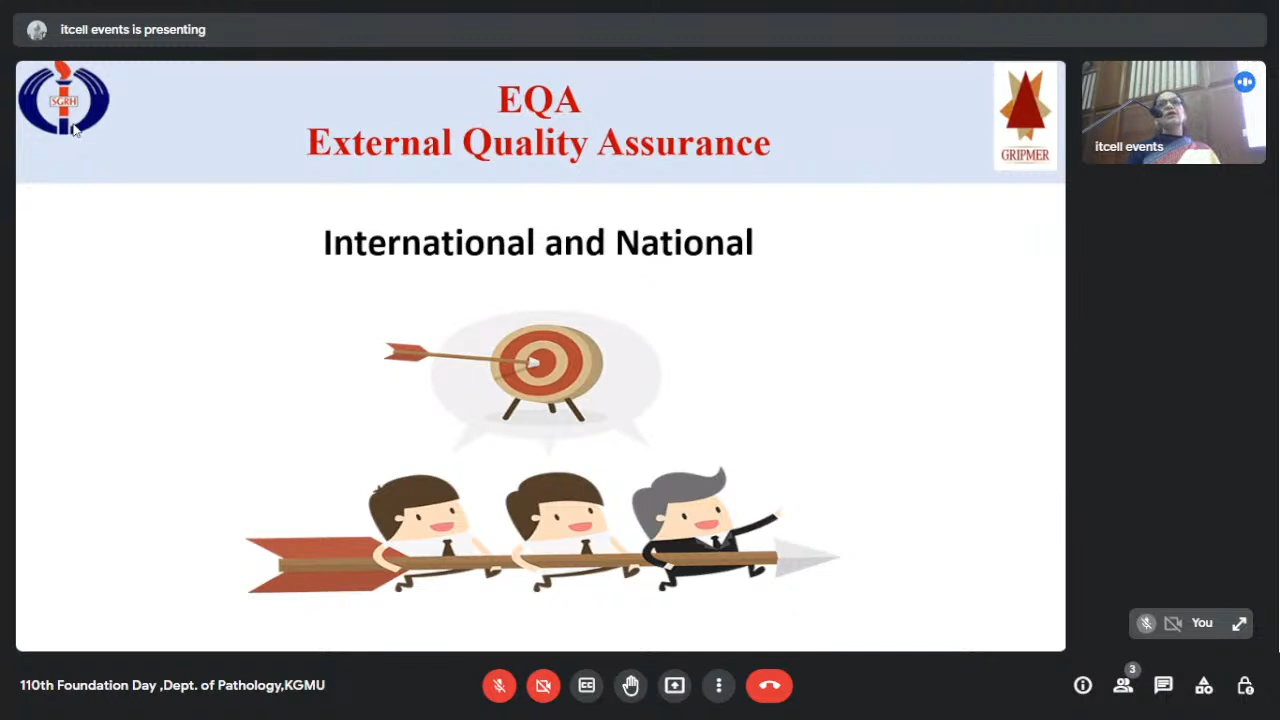 itcell events is presenting
SGRH
EQA
External Quality Assurance
GRIPMER
itcell events
International and National
You
110th Foundation Day ,Dept. of Pathology,KGMU
CC
3